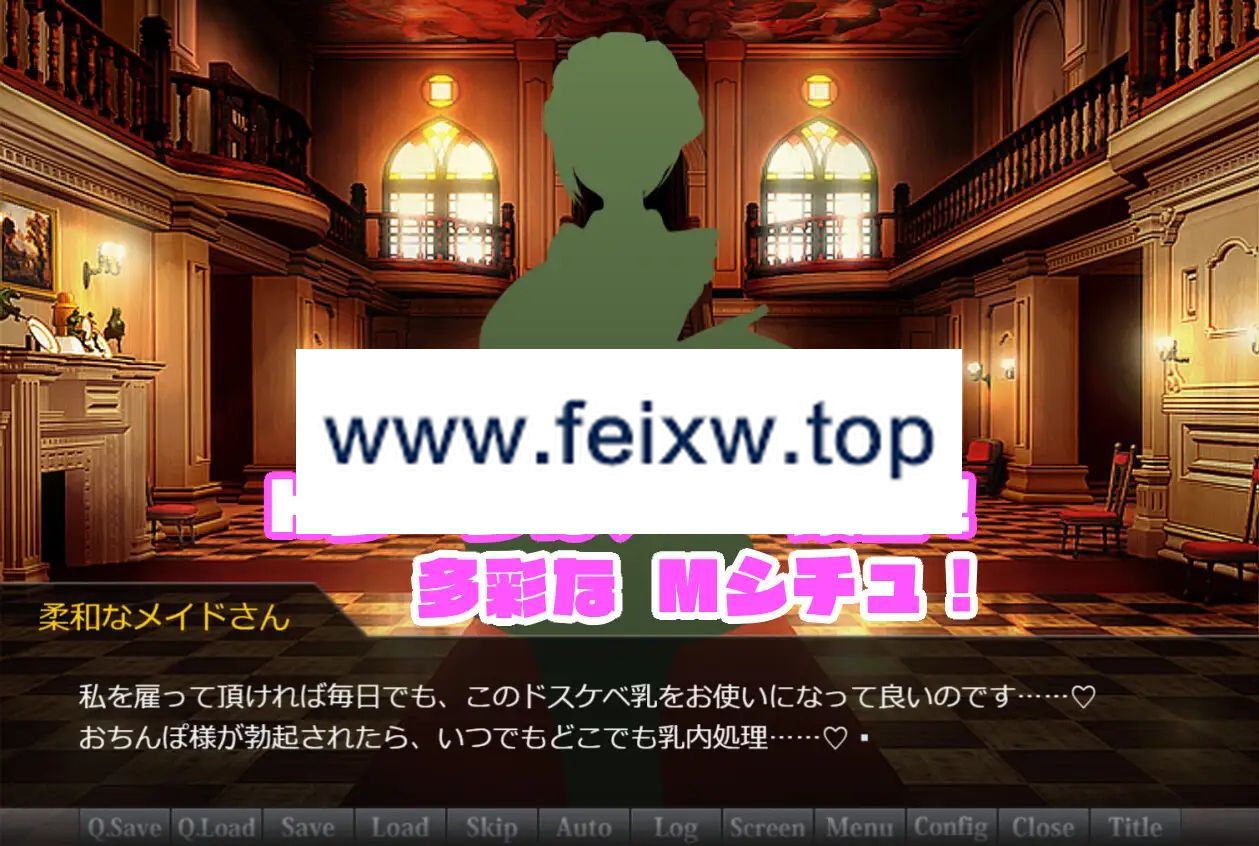 www.feixw.top
多彩な Mシチュ！
柔和なメイドさん
私を雇って頂ければ毎日でも、このドスケベ乳をお使いになって良いのです……♡
おちんぽ様が勃起されたら、いつでもどこでも乳内処理……♡
Q.Save Q.Load Save Load Skip Auto Log Screen Menu Config Close Title